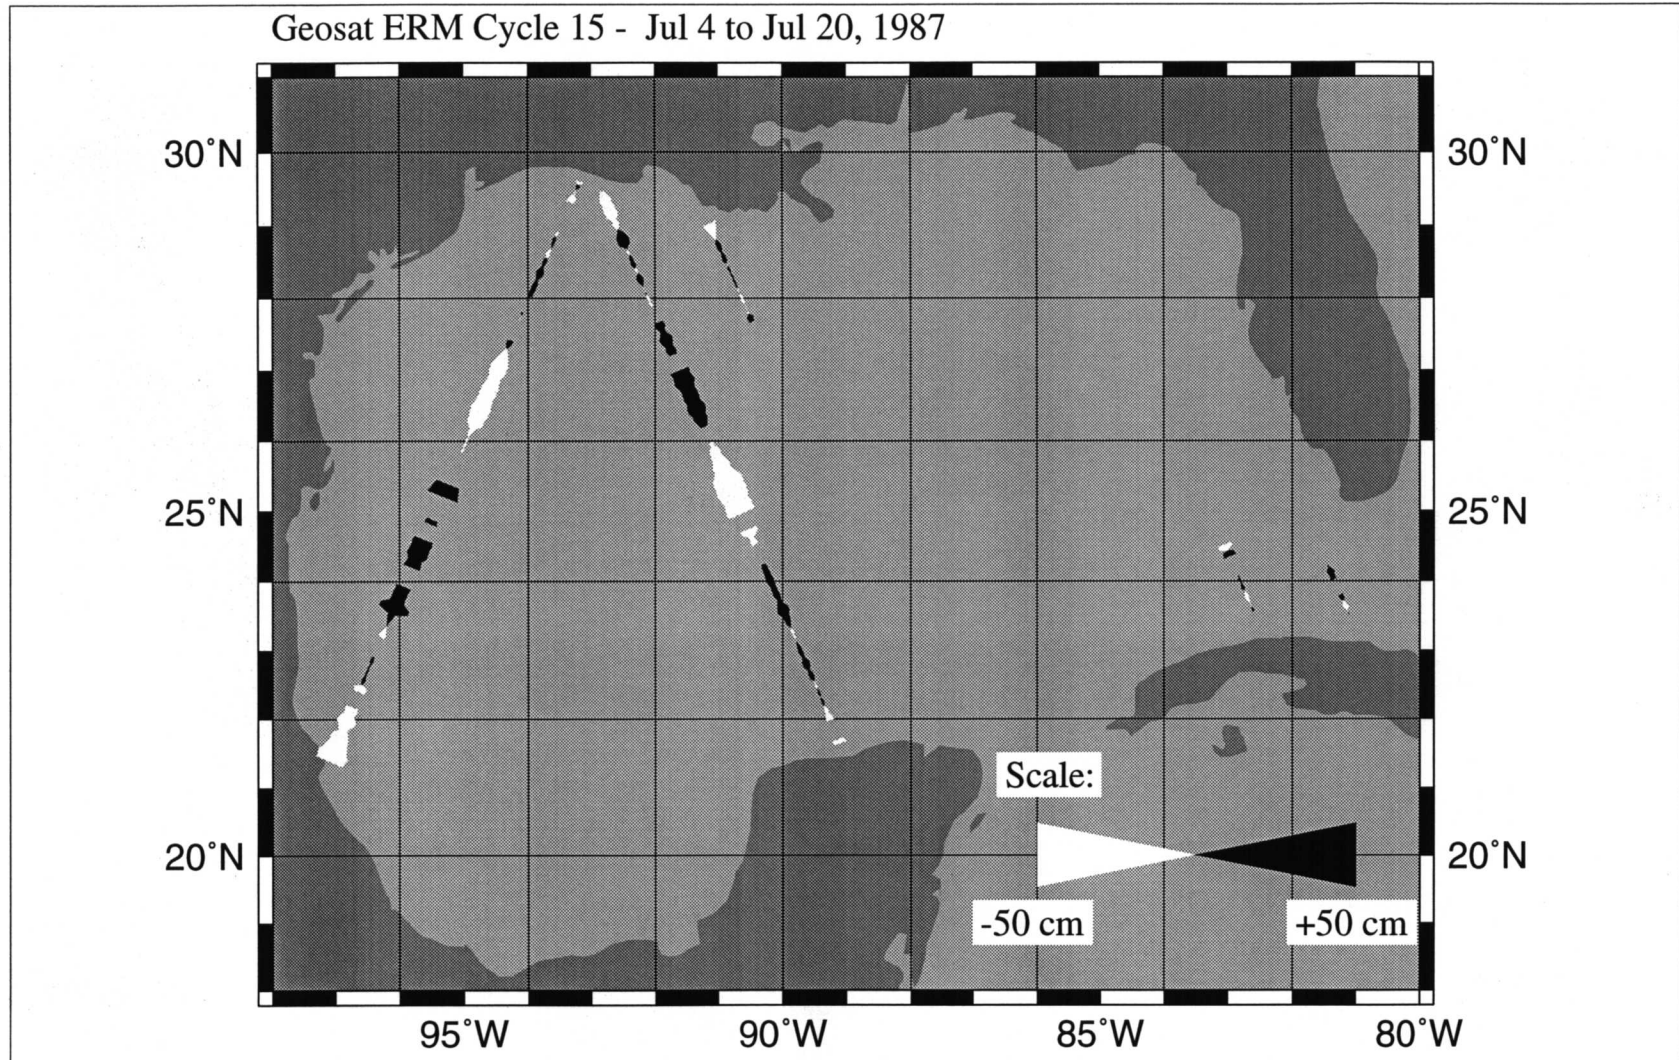 Geosat ERM Cycle 15 - Jul 4 to Jul 20, 1987
30˚N
30˚N
25˚N
25˚N
Scale:
20˚N
20˚N
-50 cm
+50 cm
95˚W
90˚W
85˚W
80˚W